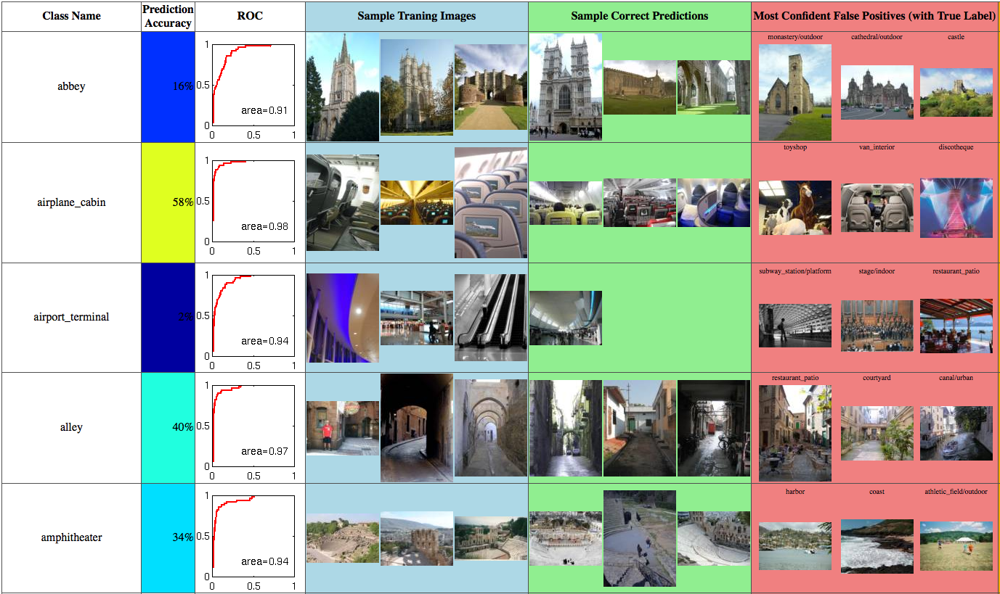 Class Name
Prediction Accuracy
ROC
Sample Traning Images
Sample Correct Predictions
Most Confident False Positives (with True Label)
abbey
16%
1
0.5
0
area=0.91
0 0.5 1
monastery/outdoor
cathedral/outdoor
castle
airplane_cabin
58%
1
0.5
0
area=0.98
0 0.5 1
toyshop
van_interior
discotheque
airport_terminal
2%
1
0.5
0
area=0.94
0 0.5 1
subway_station/platform
stage/indoor
restaurant_patio
alley
40%
1
0.5
0
area=0.97
0 0.5 1
restaurant_patio
courtyard
canal/urban
amphitheater
34%
1
0.5
0
area=0.94
0 0.5 1
harbor
coast
athletic_field/outdoor